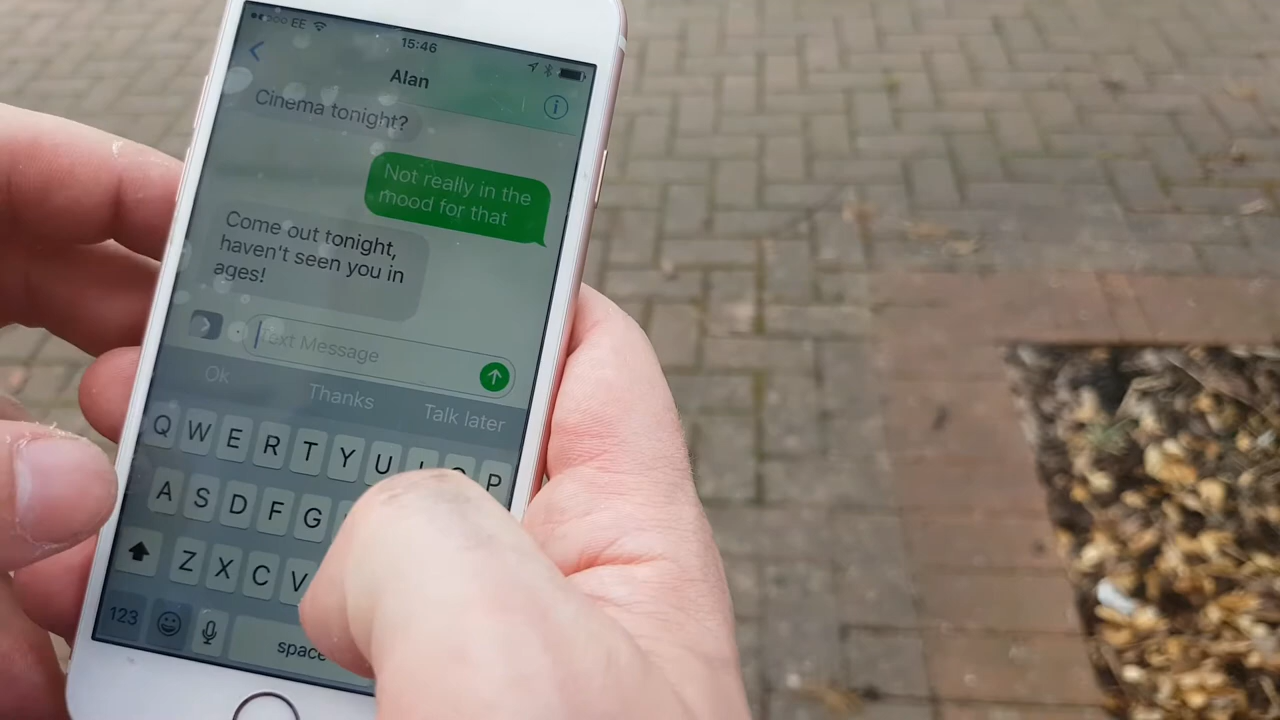 EE
15:46
Alan
Cinema tonight?
Not really in the
mood for that
Come out tonight,
haven't seen you in
ages!
Text Message
Ok Thanks Talk later
Q W E R T Y U P
A S D F G
Z X C V
123 space